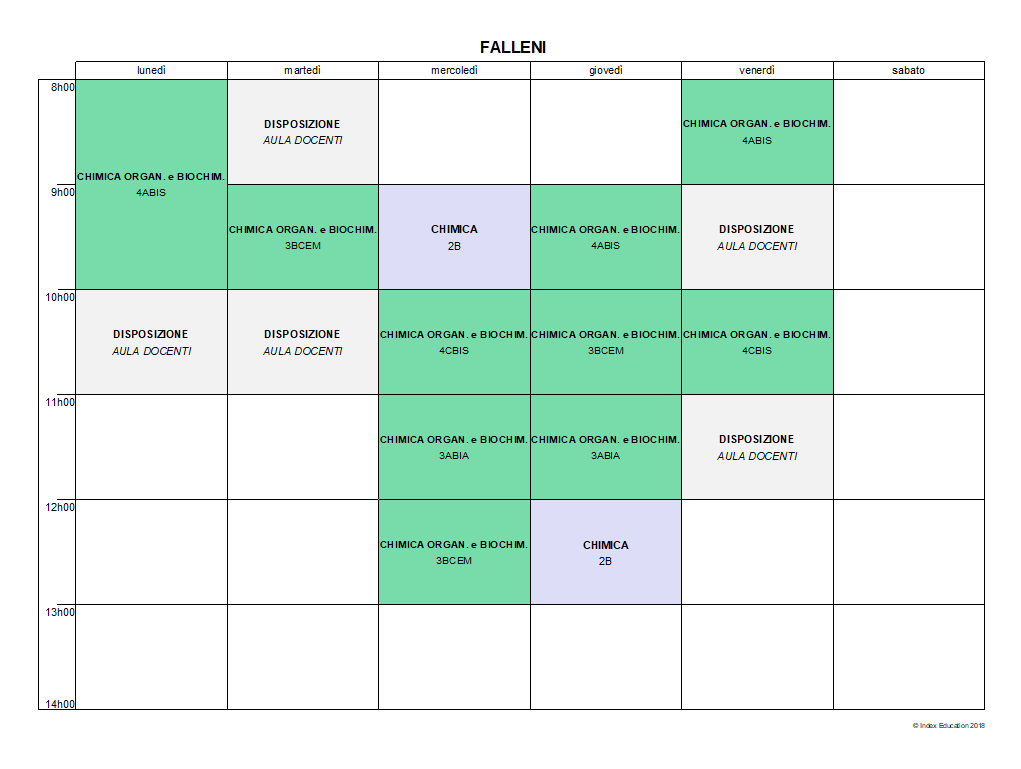 FALLENI
lunedì martedì mercoledì giovedì venerdì sabato
8h00
DISPOSIZIONE
AULA DOCENTI
CHIMICA ORGAN. e BIOCHIM.
4ABIS
CHIMICA ORGAN. e BIOCHIM.
4ABIS
9h00
CHIMICA ORGAN. e BIOCHIM.
3BCEM
CHIMICA
2B
CHIMICA ORGAN. e BIOCHIM.
4ABIS
DISPOSIZIONE
AULA DOCENTI
10h00
DISPOSIZIONE
AULA DOCENTI
DISPOSIZIONE
AULA DOCENTI
CHIMICA ORGAN. e BIOCHIM.
4CBIS
CHIMICA ORGAN. e BIOCHIM.
3BCEM
CHIMICA ORGAN. e BIOCHIM.
4CBIS
11h00
CHIMICA ORGAN. e BIOCHIM.
3ABIA
CHIMICA ORGAN. e BIOCHIM.
3ABIA
DISPOSIZIONE
AULA DOCENTI
12h00
CHIMICA ORGAN. e BIOCHIM.
3BCEM
CHIMICA
2B
13h00
14h00
© Index Education 2018